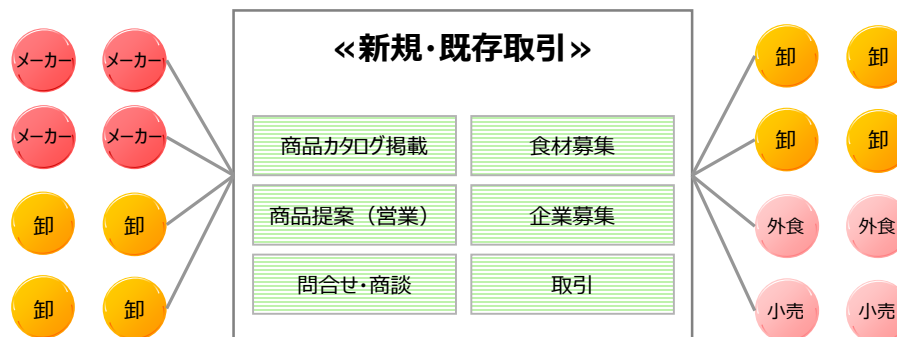 ≪新規・既存取引≫
メーカー メーカー
メーカー メーカー
卸 卸
卸 卸
商品カタログ掲載 食材募集
商品提案（営業） 企業募集
問合せ・商談 取引
卸 卸
卸 卸
外食 外食
小売 小売